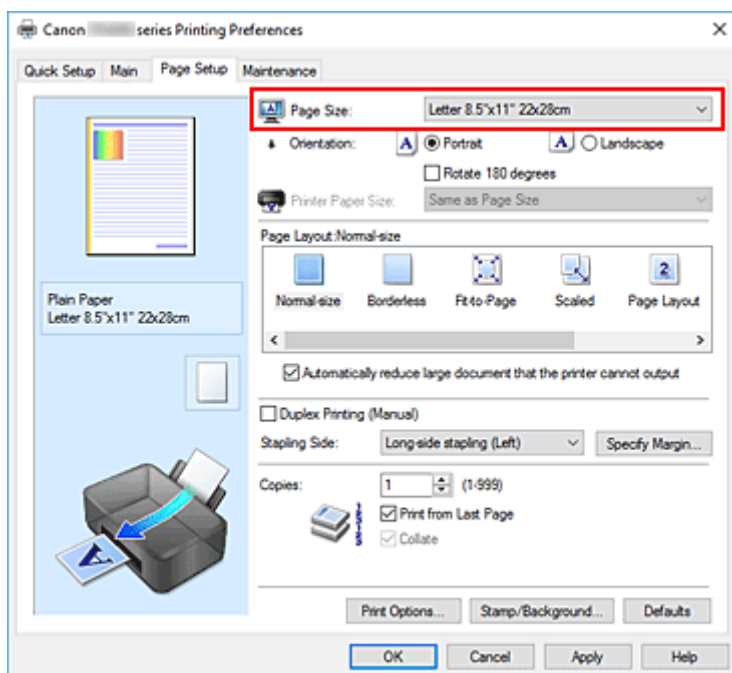 Canon series Printing Preferences
Quick Setup Main Page Setup Maintenance
Page Size: Letter 8.5"x11" 22x28cm
Orientation: A Portrait A Landscape
Rotate 180 degrees
Printer Paper Size: Same as Page Size
Page Layout:Normal-size
2
Normal-size Borderless Fit-to-Page Scaled Page Layout
Plain Paper
Letter 8.5"x11" 22x28cm
Automatically reduce large document that the printer cannot output
Duplex Printing (Manual)
Stapling Side: Long-side stapling (Left) Specify Margin...
Copies: 1 (1-999)
Print from Last Page
Collate
A
Print Options... Stamp/Background... Defaults
OK Cancel Apply Help